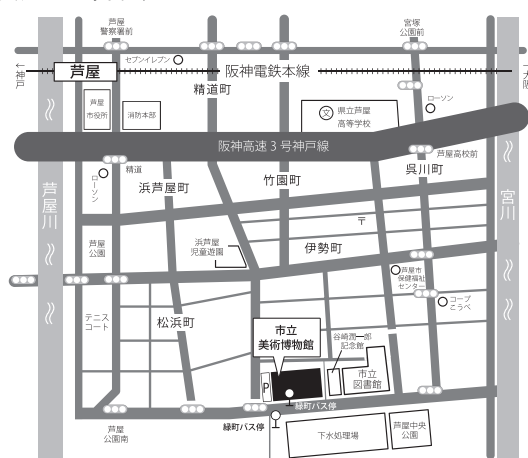 芦屋
警察署前
宮塚
公園前
セブンイレブン
←神戸
芦屋
阪神電鉄本線
大阪
精道町
芦屋
市役所
消防本部
文
県立芦屋
高等学校
ローソン
阪神高速3号神戸線
芦屋高校前
精道
ローソン
浜芦屋町
竹園町
呉川町
芦屋川
宮川
〒
芦屋
公園
浜芦屋
児童遊園
伊勢町
芦屋市
保健福祉
センター
コープ
こうべ
テニス
コート
松浜町
市立
美術博物館
谷崎潤一郎
記念館
市立
図書館
P
緑町バス停
緑町バス停
芦屋
公園南
下水処理場
芦屋中央
公園